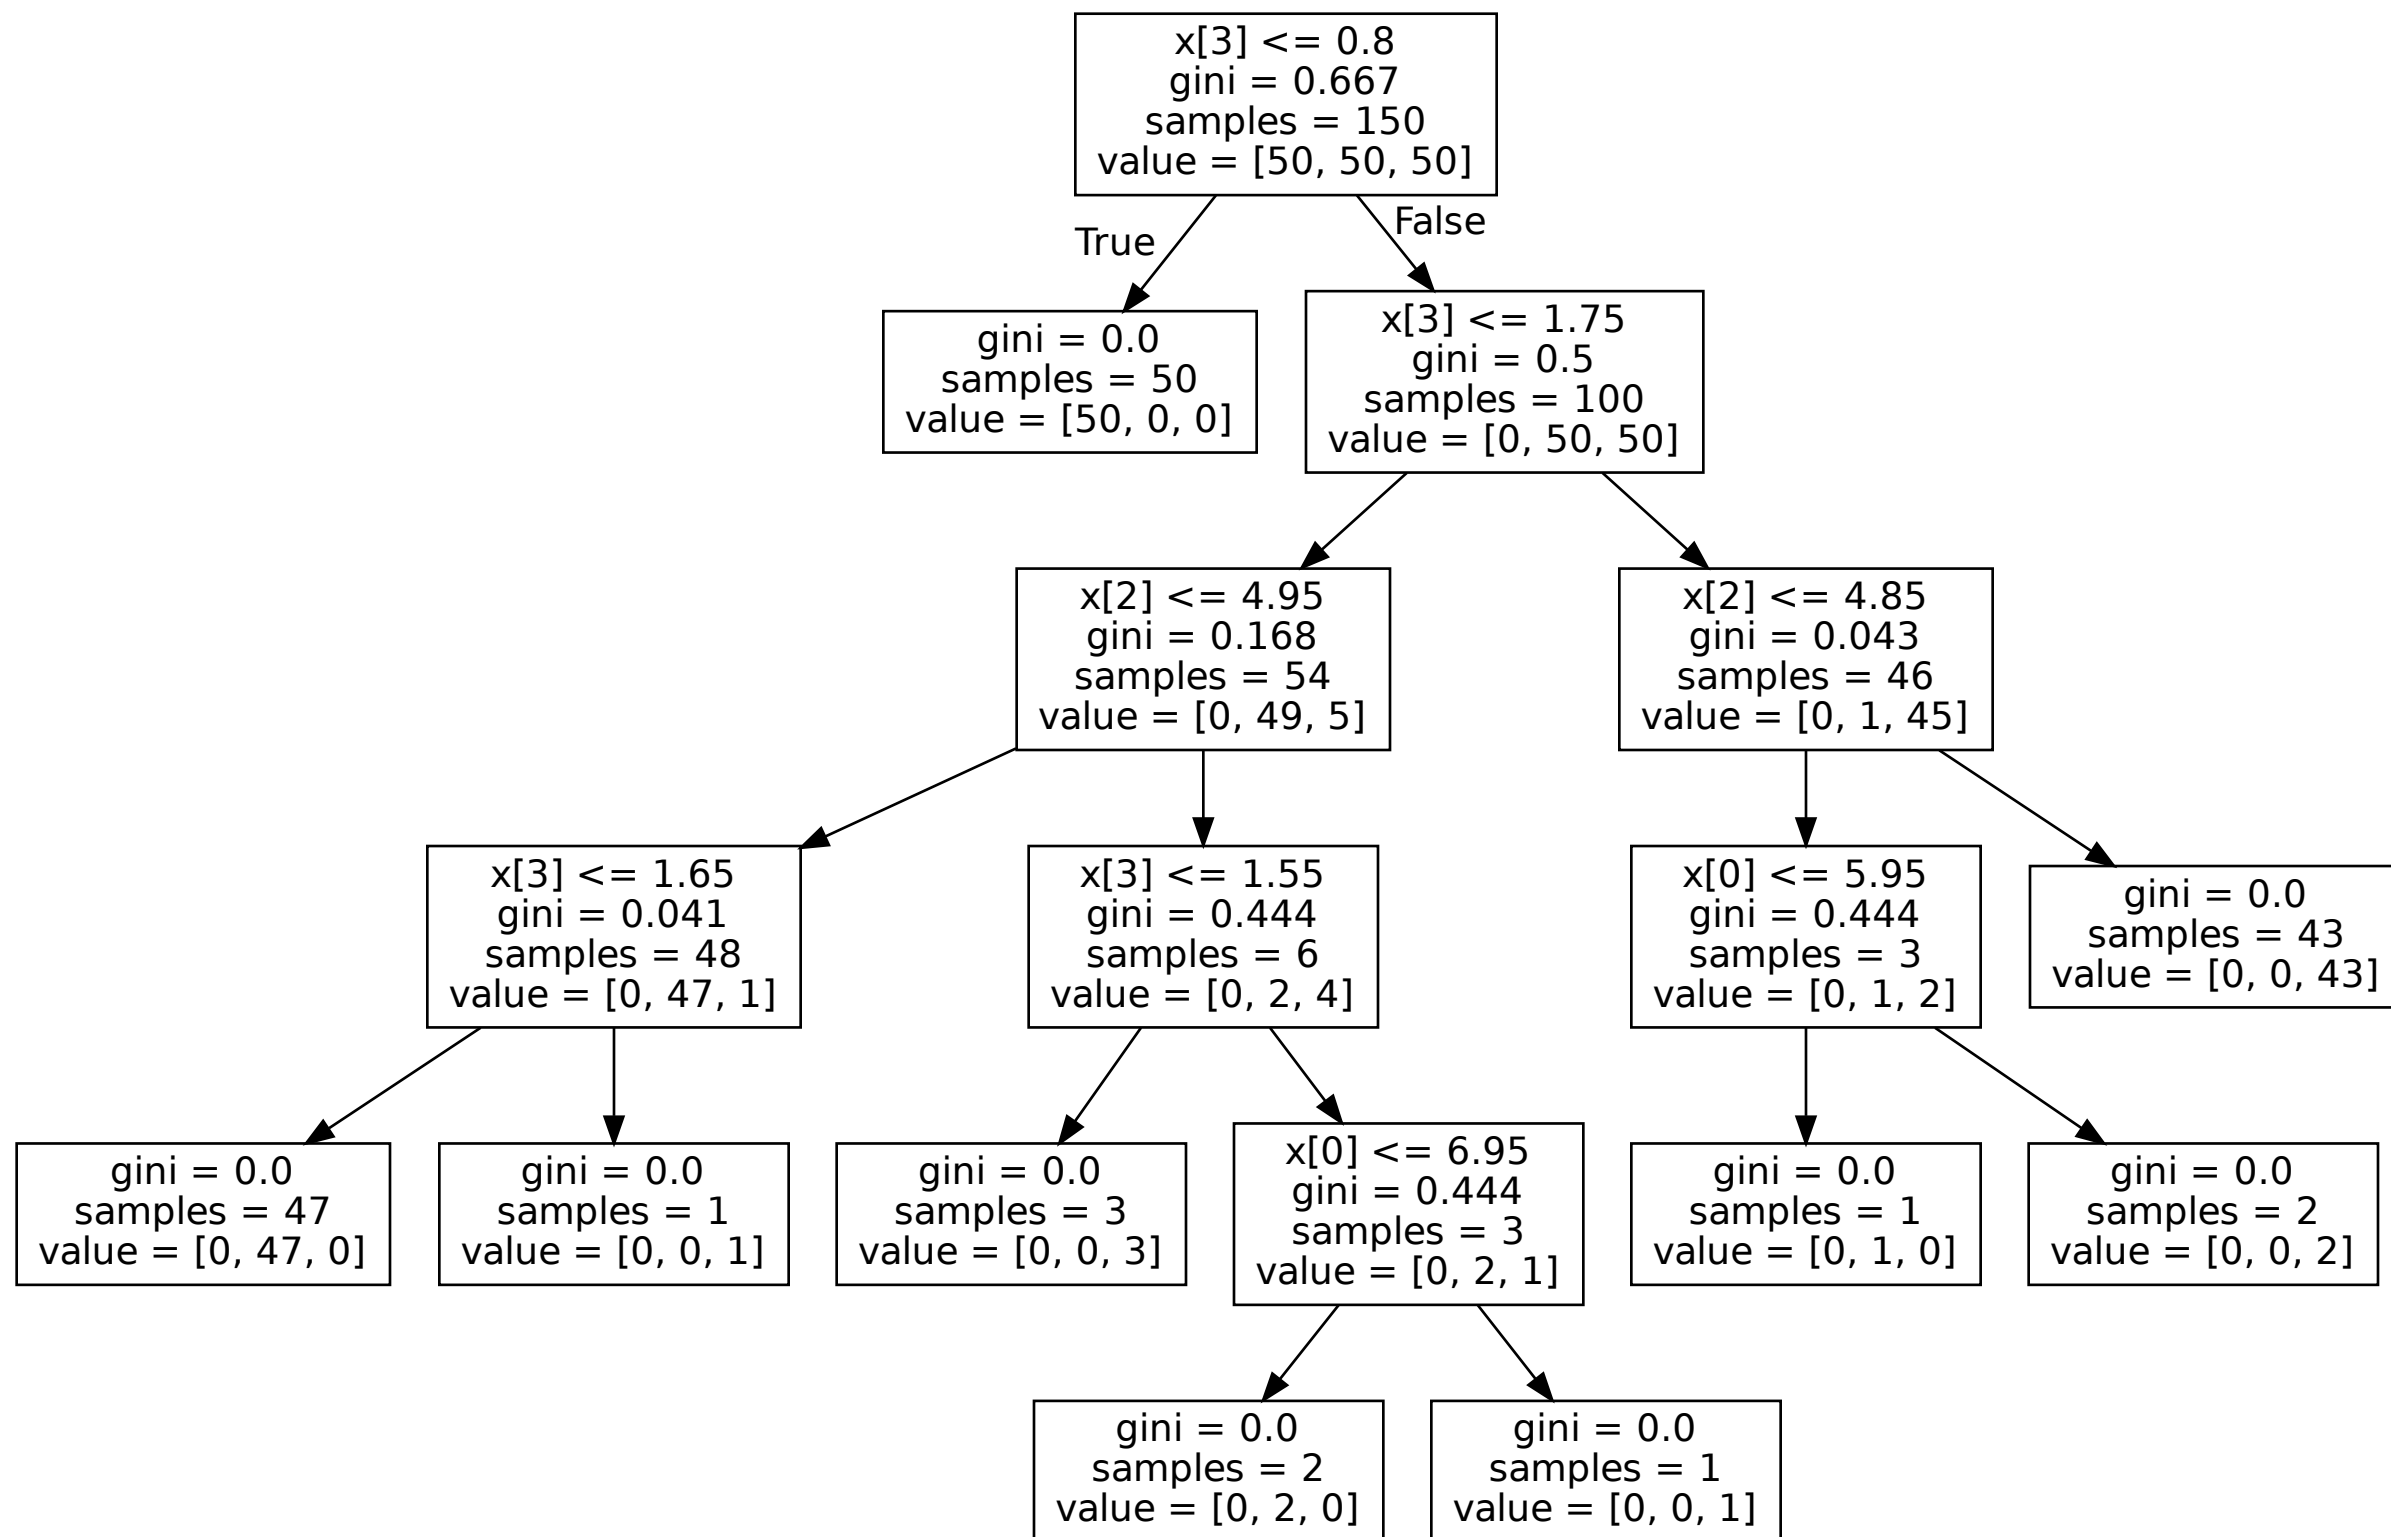 x[3] <= 0.8
gini = 0.667
samples = 150
value = [50, 50, 50]
True
False
gini = 0.0
samples = 50
value = [50, 0, 0]
x[3] <= 1.75
gini = 0.5
samples = 100
value = [0, 50, 50]
x[2] <= 4.95
gini = 0.168
samples = 54
value = [0, 49, 5]
x[2] <= 4.85
gini = 0.043
samples = 46
value = [0, 1, 45]
x[3] <= 1.65
gini = 0.041
samples = 48
value = [0, 47, 1]
x[3] <= 1.55
gini = 0.444
samples = 6
value = [0, 2, 4]
x[0] <= 5.95
gini = 0.444
samples = 3
value = [0, 1, 2]
gini = 0.0
samples = 43
value = [0, 0, 43]
gini = 0.0
samples = 47
value = [0, 47, 0]
gini = 0.0
samples = 1
value = [0, 0, 1]
gini = 0.0
samples = 3
value = [0, 0, 3]
x[0] <= 6.95
gini = 0.444
samples = 3
value = [0, 2, 1]
gini = 0.0
samples = 1
value = [0, 1, 0]
gini = 0.0
samples = 2
value = [0, 0, 2]
gini = 0.0
samples = 2
value = [0, 2, 0]
gini = 0.0
samples = 1
value = [0, 0, 1]